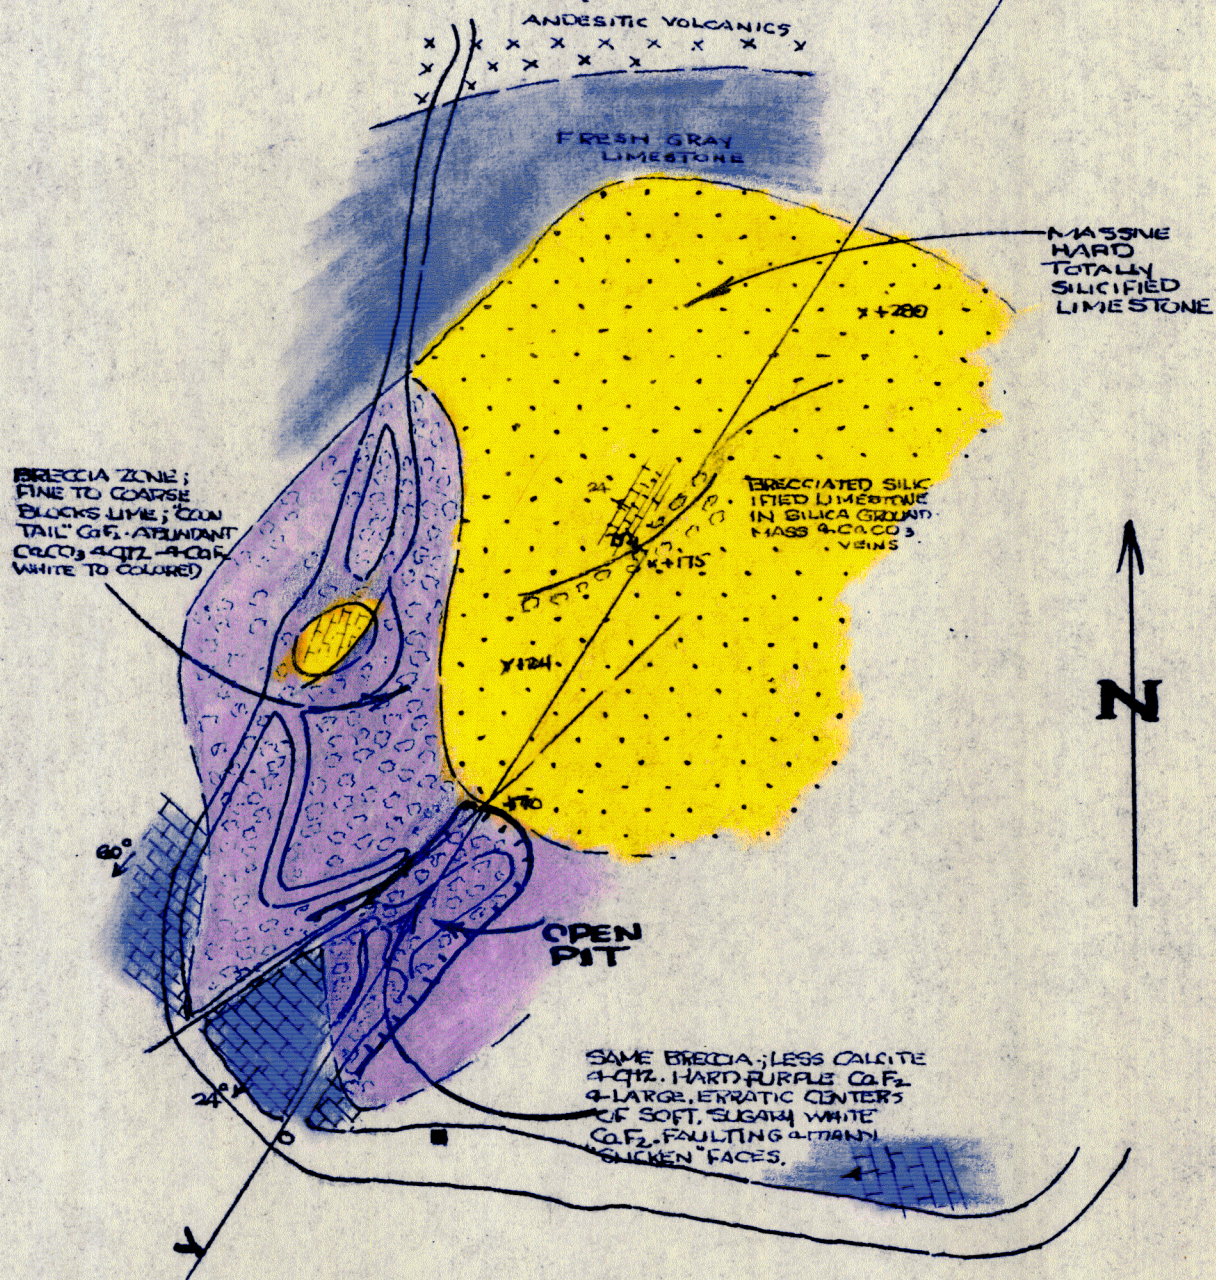 ANDESITIC VOLCANICS
FRESH GRAY
LIMESTONE
MASSIVE
HARD
TOTALLY
SILICIFIED
LIMESTONE
x+280
BRECCIA ZONE;
FINE TO COARSE
BLOCKS LIME; "COON
TAIL" CaF₂. ABUNDANT
CaCO₃ & QTZ - & CaF₂
WHITE TO COLORED
24
BRECCIATED SILIC
IFIED LIMESTONE
IN SILICA GROUND-
MASS & CaCO₃
VEINS
x+175
x+124
N
60°
OPEN
PIT
SAME BRECCIA; LESS CALCITE
& QTZ. HARD PURPLE CaF₂
& LARGE, ERRATIC CENTERS
OF SOFT, SUGARY WHITE
CaF₂. FAULTING & MANY
"SLICKEN" FACES.
24°
Y